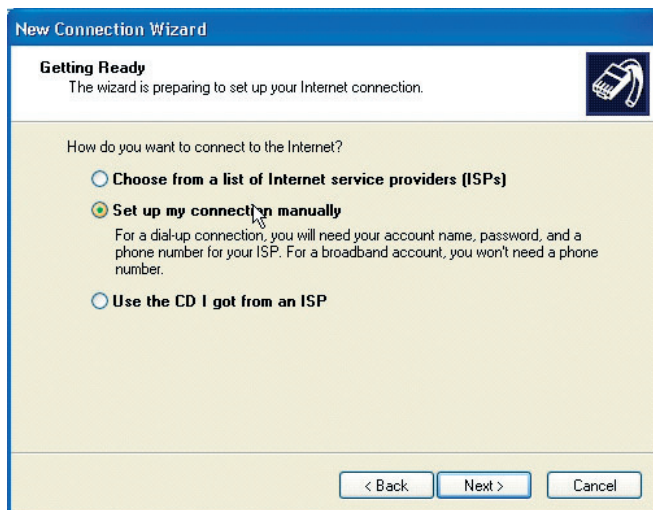 New Connection Wizard
Getting Ready
The wizard is preparing to set up your Internet connection.
How do you want to connect to the Internet?
Choose from a list of Internet service providers (ISPs)
Set up my connection manually
For a dial-up connection, you will need your account name, password, and a
phone number for your ISP. For a broadband account, you won't need a phone
number.
Use the CD I got from an ISP
< Back Next > Cancel